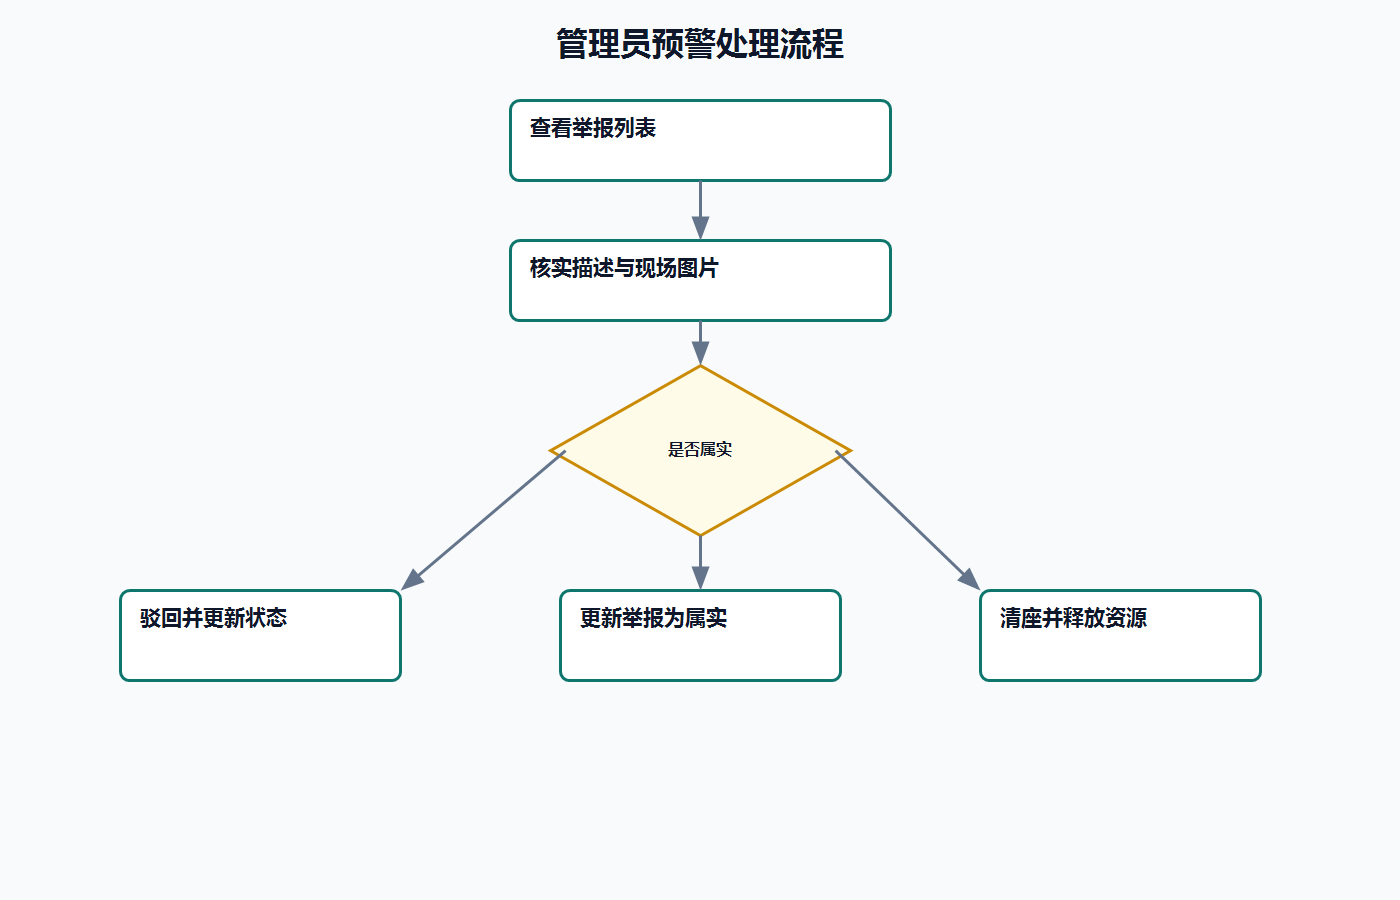 管理员预警处理流程
查看举报列表
核实描述与现场图片
是否属实
驳回并更新状态
更新举报为属实
清座并释放资源